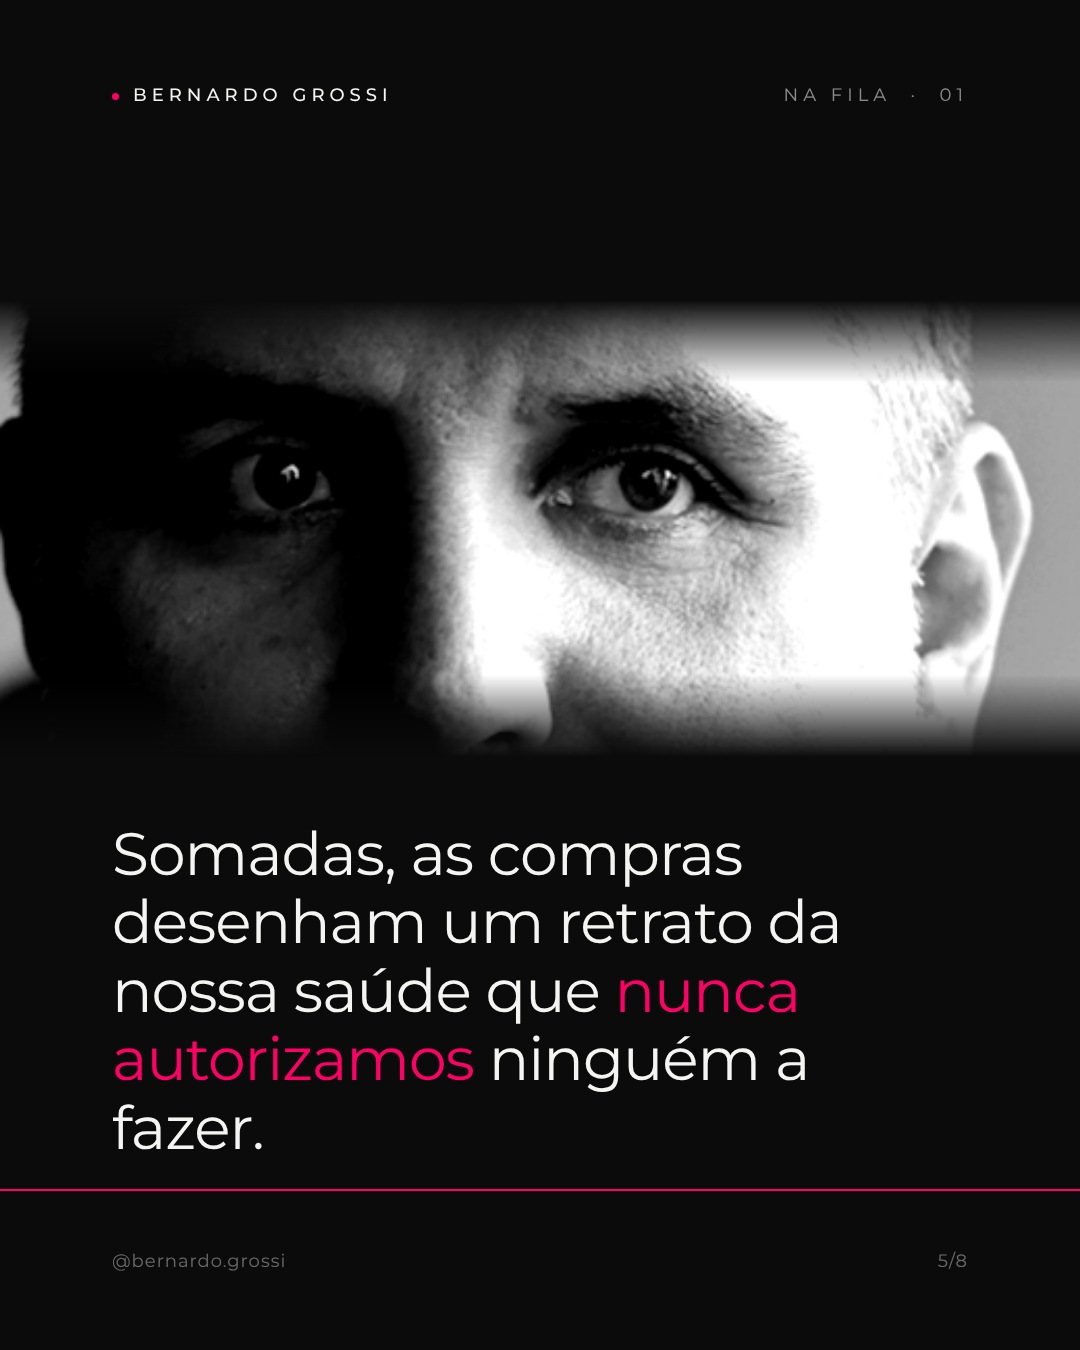 BERNARDO GROSSI
NA FILA · 01
Somadas, as compras
desenham um retrato da
nossa saúde que nunca
autorizamos ninguém a
fazer.
@bernardo.grossi
5/8